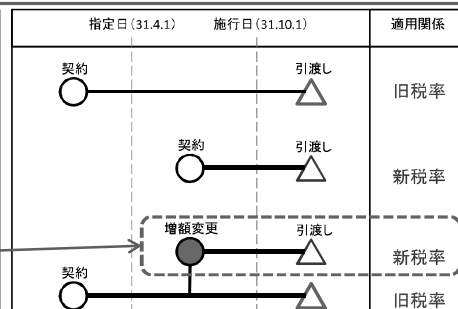 指定日(31.4.1) 施行日(31.10.1) 適用関係
契約 引渡し
旧税率
契約 引渡し
新税率
増額変更 引渡し
新税率
契約
旧税率